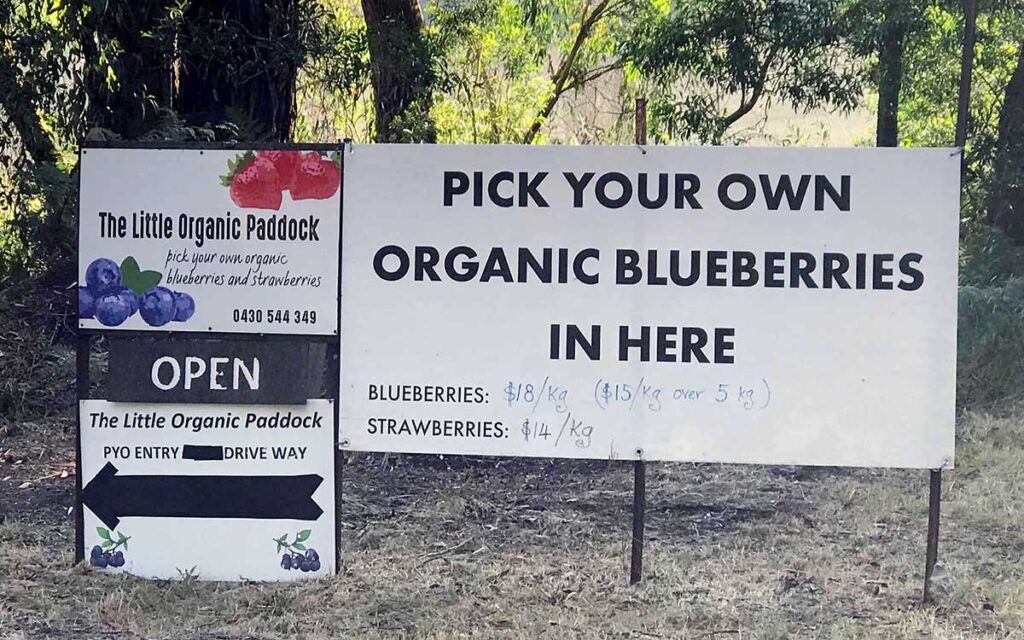 The Little Organic Paddock
pick your own organic
blueberries and strawberries
0430 544 349
OPEN
The Little Organic Paddock
PYO ENTRY DRIVE WAY
PICK YOUR OWN
ORGANIC BLUEBERRIES
IN HERE
BLUEBERRIES: $18/Kg ($15/Kg over 5 kg)
STRAWBERRIES: $14/Kg